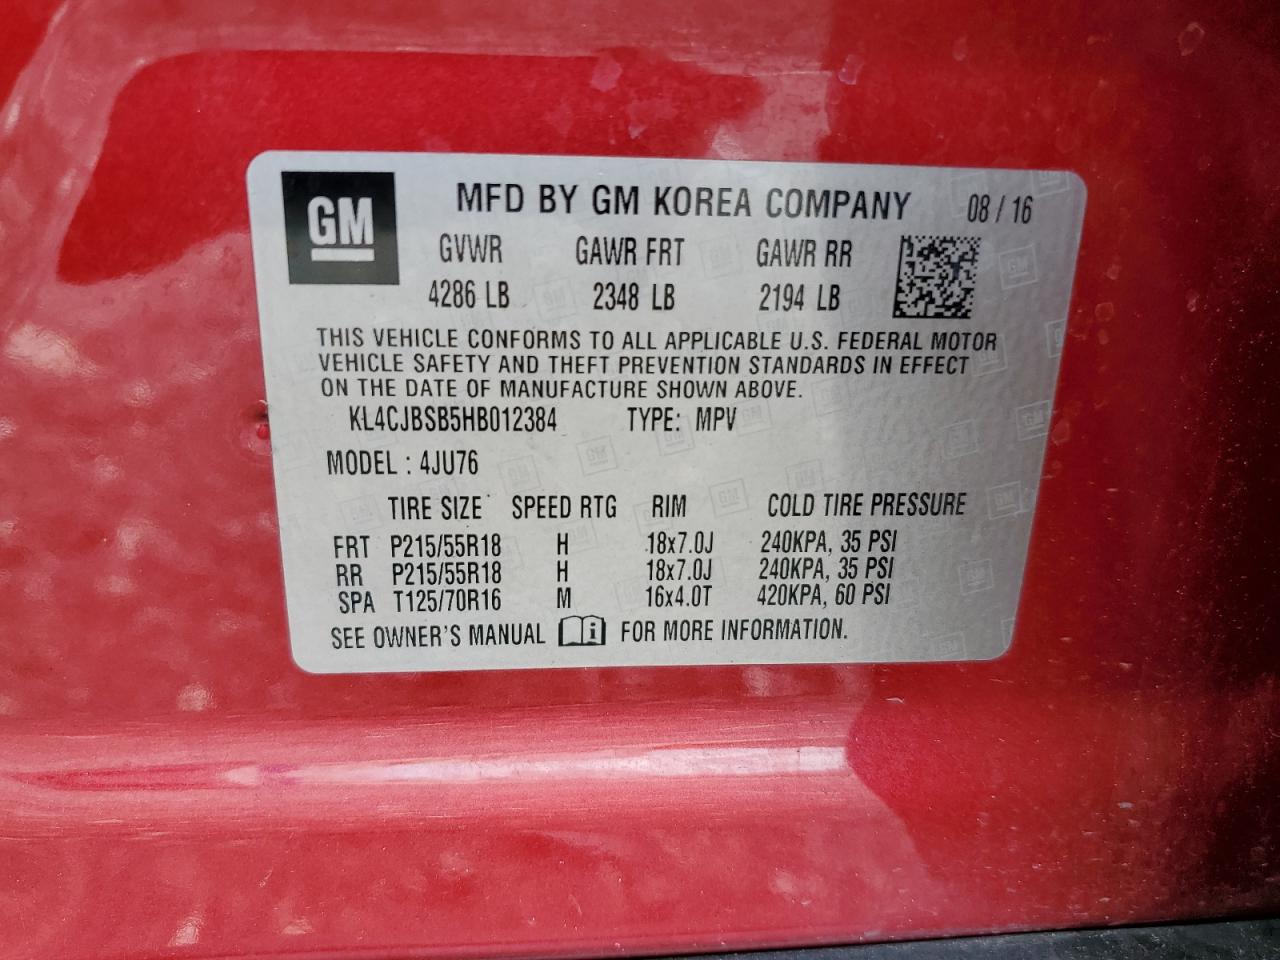 GM
MFD BY GM KOREA COMPANY 08 / 16
GVWR GAWR FRT GAWR RR
4286 LB 2348 LB 2194 LB
THIS VEHICLE CONFORMS TO ALL APPLICABLE U.S. FEDERAL MOTOR
VEHICLE SAFETY AND THEFT PREVENTION STANDARDS IN EFFECT
ON THE DATE OF MANUFACTURE SHOWN ABOVE.
KL4CJBSB5HB012384 TYPE: MPV
MODEL : 4JU76
TIRE SIZE SPEED RTG RIM COLD TIRE PRESSURE
FRT P215/55R18 H 18x7.0J 240KPA, 35 PSI
RR P215/55R18 H 18x7.0J 240KPA, 35 PSI
SPA T125/70R16 M 16x4.0T 420KPA, 60 PSI
SEE OWNER'S MANUAL i FOR MORE INFORMATION.